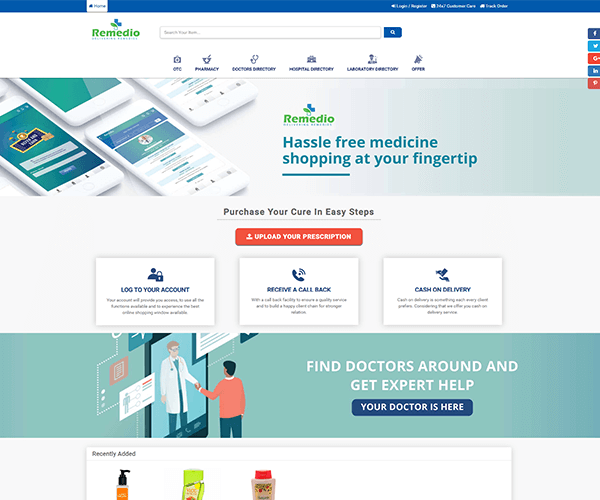 Home
Login / Register
24x7 Customer Care
Track Order
Remedio
DELIVERING REMEDIES
Search Your Item...
OTC
PHARMACY
DOCTORS DIRECTORY
HOSPITAL DIRECTORY
LABORATORY DIRECTORY
OFFER
Remedio
DELIVERING REMEDIES
Hassle free medicine
shopping at your fingertip
Purchase Your Cure In Easy Steps
UPLOAD YOUR PRESCRIPTION
LOG TO YOUR ACCOUNT
Your account will provide you access, to see all the
functions available and to experience the best
online shopping window available.
RECEIVE A CALL BACK
With a call back facility to ensure a quality service
and to build a happy client chain for stronger
relation.
CASH ON DELIVERY
Cash on delivery is something each every client
prefers. Considering that we offer you cash on
delivery service.
FIND DOCTORS AROUND AND
GET EXPERT HELP
YOUR DOCTOR IS HERE
Recently Added